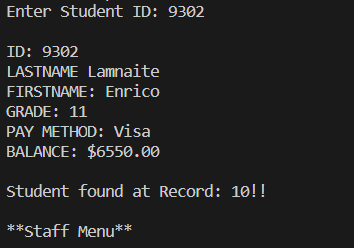 Enter Student ID: 9302
ID: 9302
LASTNAME Lamnaite
FIRSTNAME: Enrico
GRADE: 11
PAY METHOD: Visa
BALANCE: $6550.00
Student found at Record: 10!!
**Staff Menu**